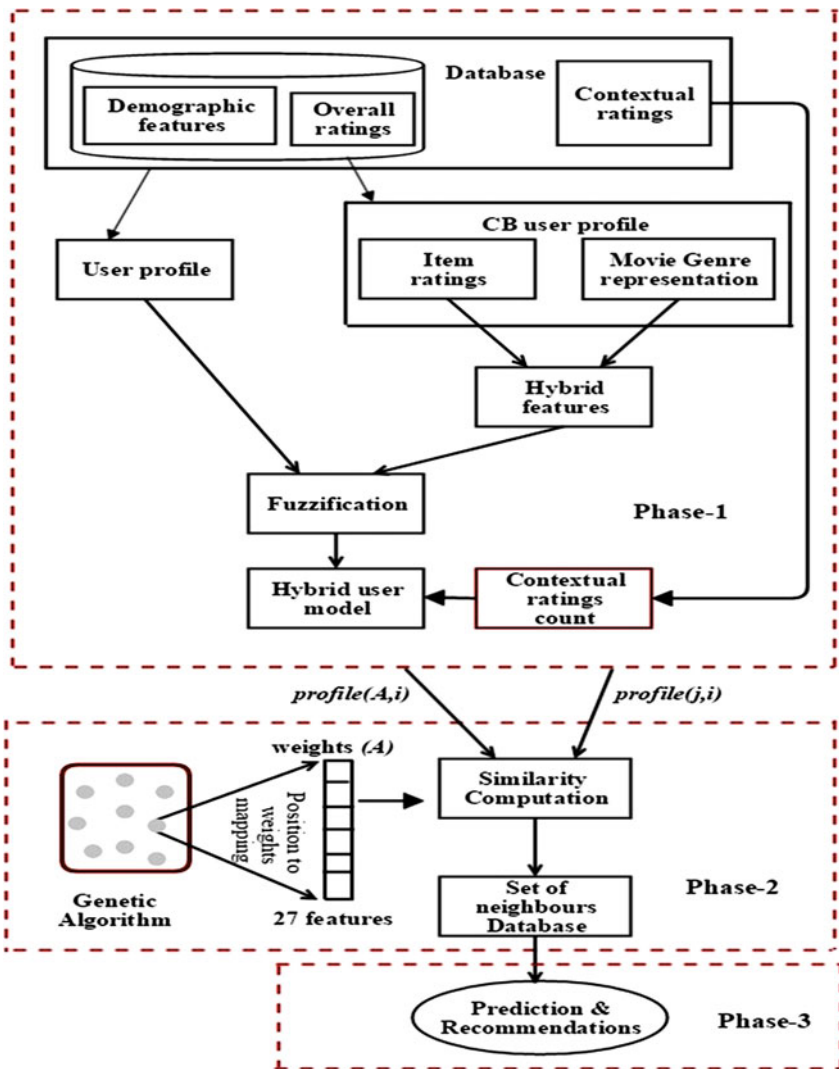 Database
Demographic
features
Overall
ratings
Contextual
ratings
User profile
CB user profile
Item
ratings
Movie Genre
representation
Hybrid
features
Fuzzification
Phase-1
Hybrid user
model
Contextual
ratings
count
profile(A,i)
profile(j,i)
weights (A)
Position to
weights
mapping
Similarity
Computation
Genetic
Algorithm
27 features
Set of
neighbours
Database
Phase-2
Prediction &
Recommendations
Phase-3